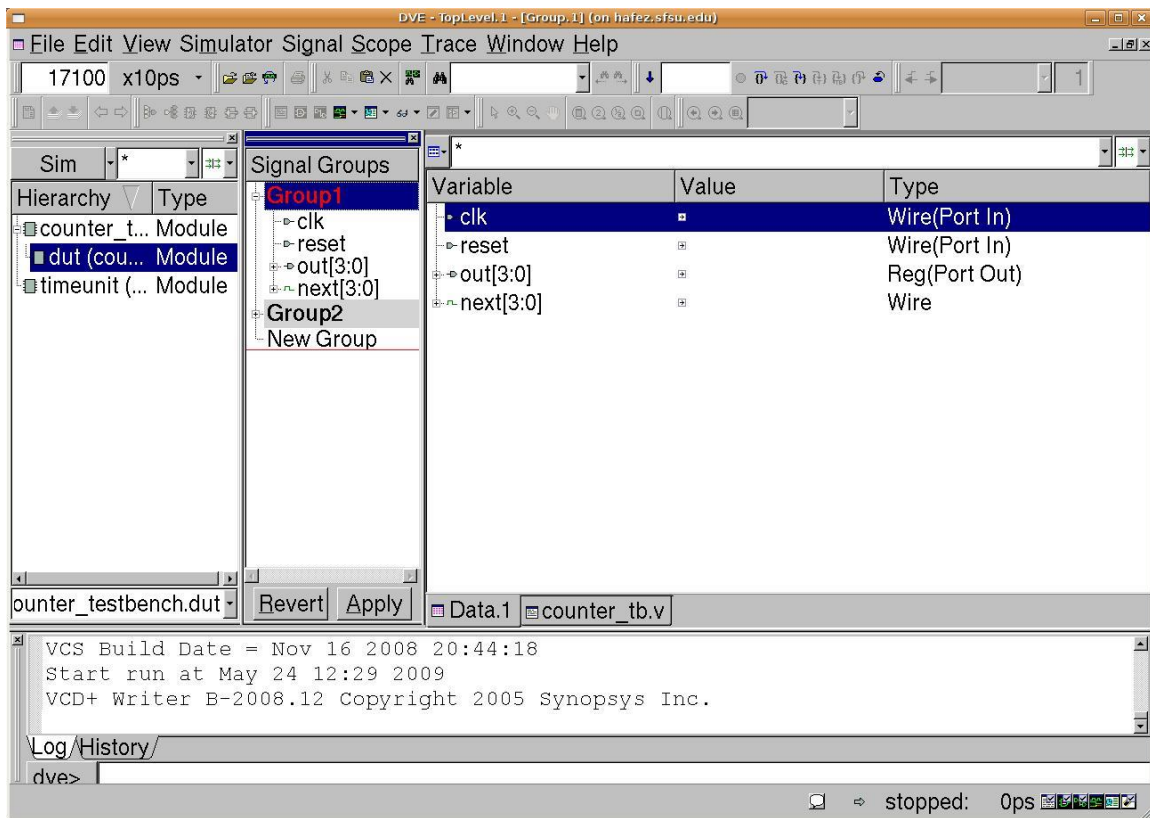 DVE - TopLevel.1 - [Group.1] (on hafez.sfsu.edu)
File Edit View Simulator Signal Scope Trace Window Help
17100 x10ps
1
Sim *
Hierarchy Type
counter_t... Module
dut (cou... Module
timeunit (... Module
ounter_testbench.dut
Signal Groups
Group1
clk
reset
out[3:0]
next[3:0]
Group2
New Group
Revert Apply
*
Variable Value Type
clk Wire(Port In)
reset Wire(Port In)
out[3:0] Reg(Port Out)
next[3:0] Wire
Data.1 counter_tb.v
VCS Build Date = Nov 16 2008 20:44:18
Start run at May 24 12:29 2009
VCD+ Writer B-2008.12 Copyright 2005 Synopsys Inc.
Log History
dve>
stopped: 0ps